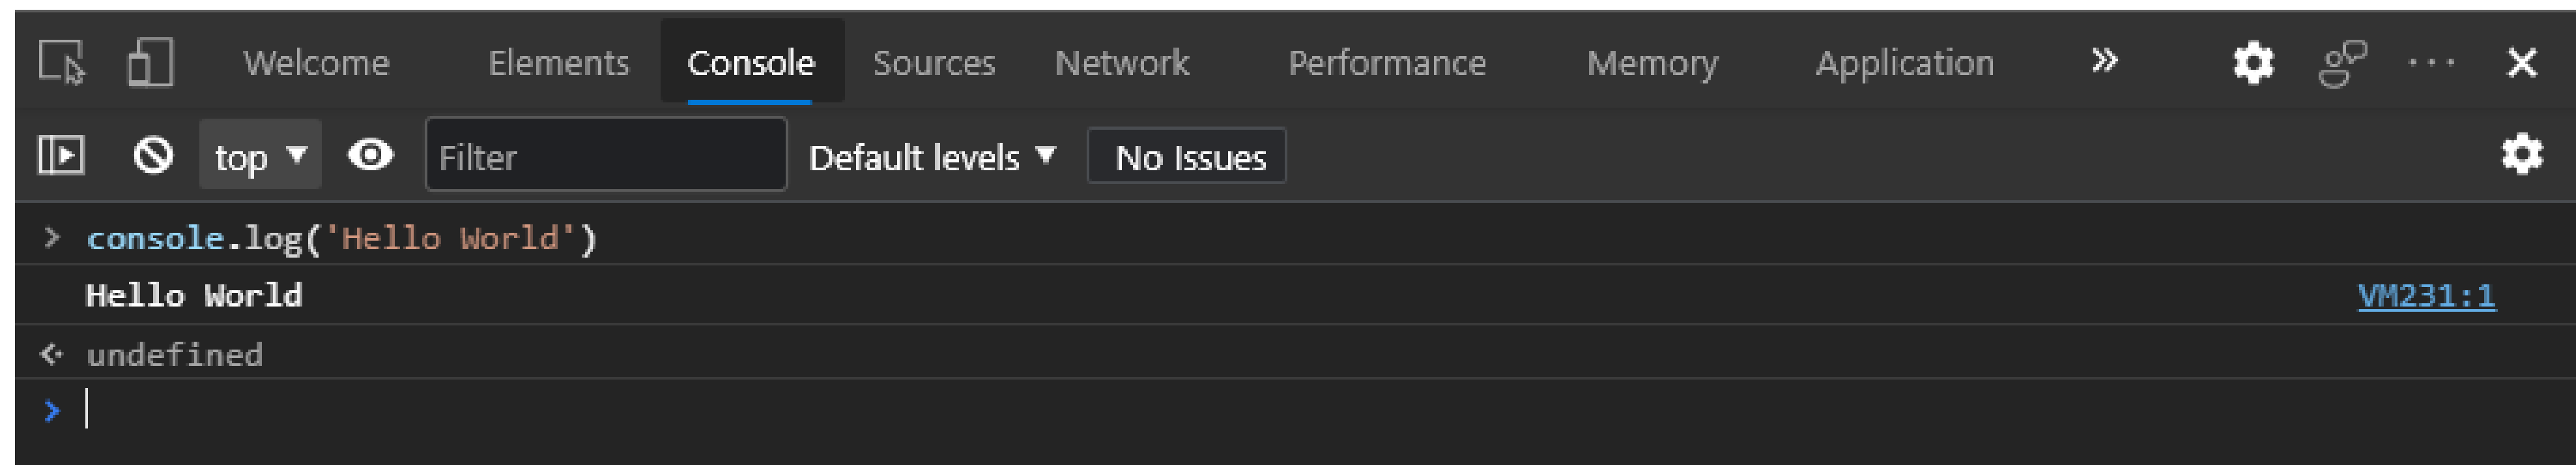 Welcome Elements Console Sources Network Performance Memory Application
top Filter Default levels No Issues
console.log('Hello World')
Hello World VM231:1
undefined